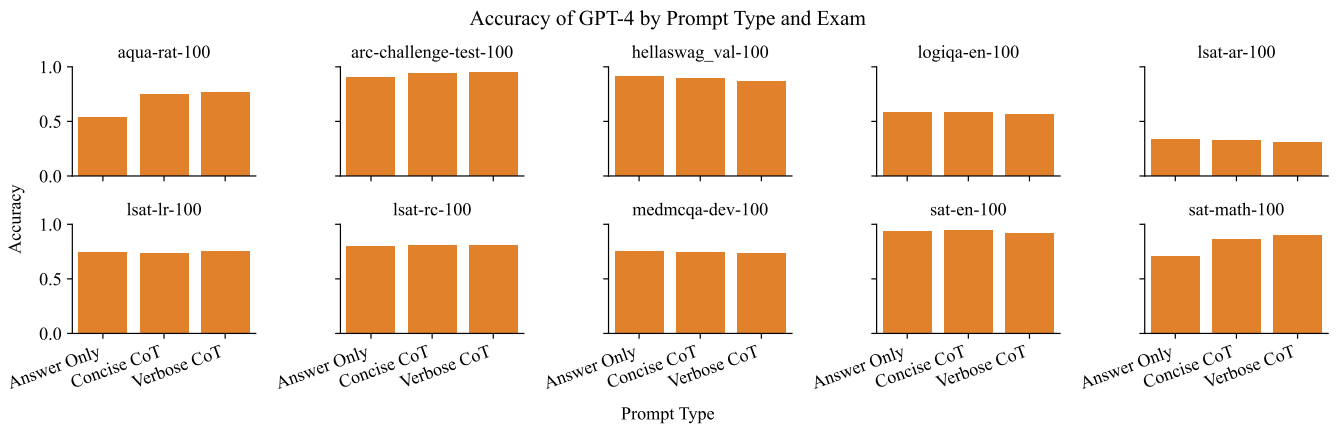 Accuracy of GPT-4 by Prompt Type and Exam
aqua-rat-100
arc-challenge-test-100
hellaswag_val-100
logiqa-en-100
lsat-ar-100
1.0
0.5
0.0
Accuracy
lsat-lr-100
lsat-rc-100
medmcqa-dev-100
sat-en-100
sat-math-100
1.0
0.5
0.0
Answer Only
Concise CoT
Verbose CoT
Answer Only
Concise CoT
Verbose CoT
Answer Only
Concise CoT
Verbose CoT
Answer Only
Concise CoT
Verbose CoT
Answer Only
Concise CoT
Verbose CoT
Prompt Type